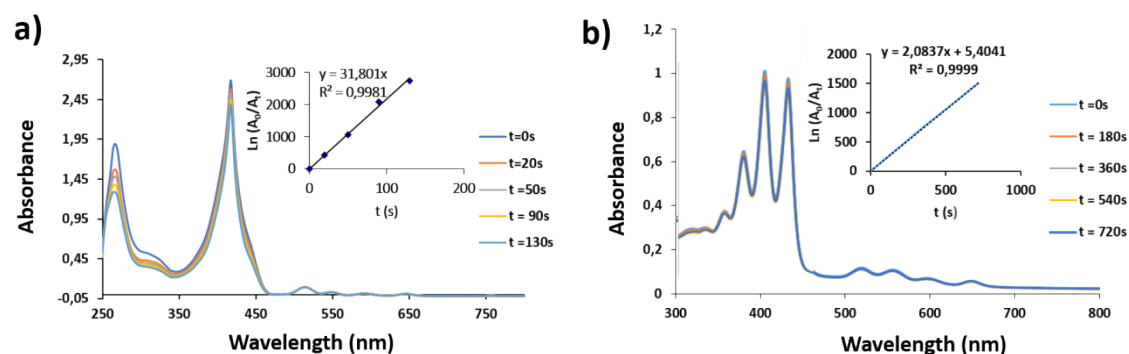 a)
Absorbance
2,95
2,45
1,95
1,45
0,95
0,45
-0,05
250
350
450
550
650
750
Wavelength (nm)
Ln (A₀/Aₜ)
3000
2000
1000
0
0
100
200
t (s)
y = 31,801x
R² = 0,9981
t=0s
t=20s
t=50s
t = 90s
t =130s
b)
Absorbance
1,2
1
0,8
0,6
0,4
0,2
0
300
400
500
600
700
800
Wavelength (nm)
Ln (A₀/Aₜ)
2000
1500
1000
500
0
0
500
1000
t (s)
y = 2,0837x + 5,4041
R² = 0,9999
t=0s
t= 180s
t= 360s
t= 540s
t= 720s